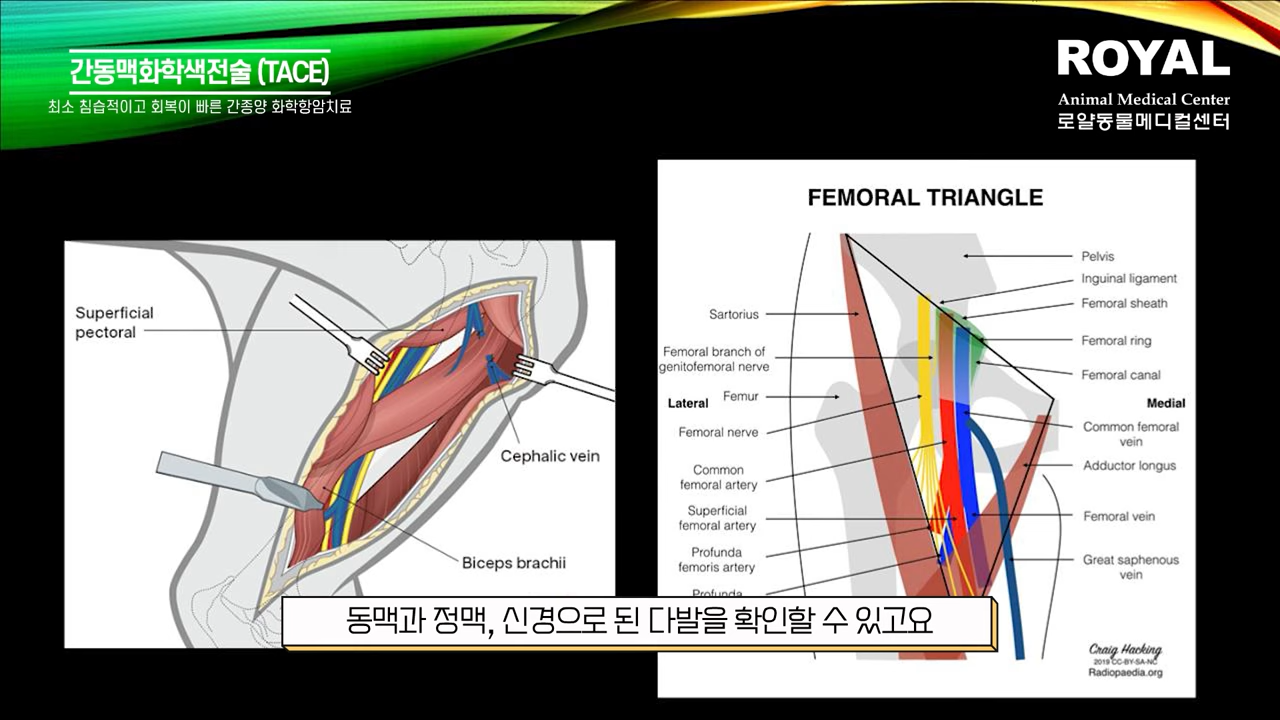 간동맥화학색전술 (TACE)
최소 침습적이고 회복이 빠른 간종양 화학항암치료
ROYAL
Animal Medical Center
로얄동물메디컬센터
Superficial
pectoral
Cephalic vein
Biceps brachii
FEMORAL TRIANGLE
Sartorius
Femoral branch of
genitofemoral nerve
Femur
Lateral
Femoral nerve
Common
femoral artery
Superficial
femoral artery
Profunda
femoris artery
Profunda
Pelvis
Inguinal ligament
Femoral sheath
Femoral ring
Femoral canal
Medial
Common femoral
vein
Adductor longus
Femoral vein
Great saphenous
vein
Craig Hacking
2019 CC-BY-SA-NC
Radiopaedia.org
동맥과 정맥, 신경으로 된 다발을 확인할 수 있고요